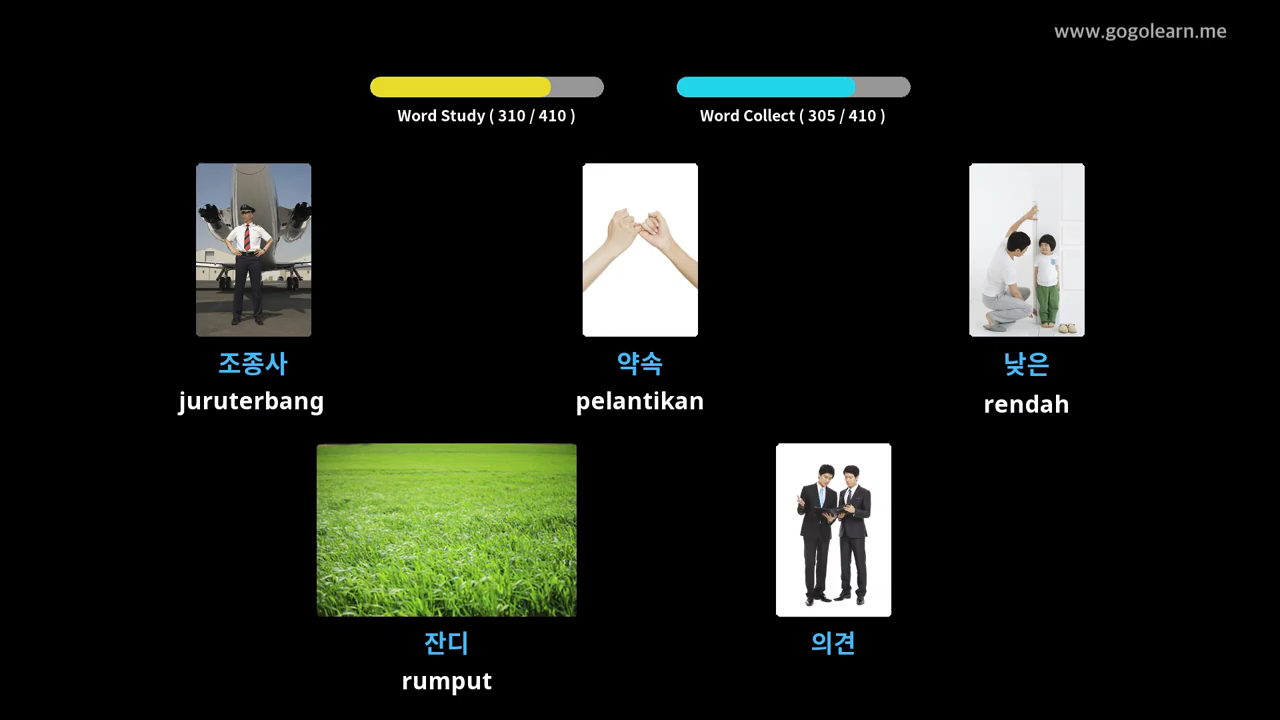 www.gogolearn.me
Word Study ( 310 / 410 )
Word Collect ( 305 / 410 )
조종사
juruterbang
약속
pelantikan
낮은
rendah
잔디
rumput
의견